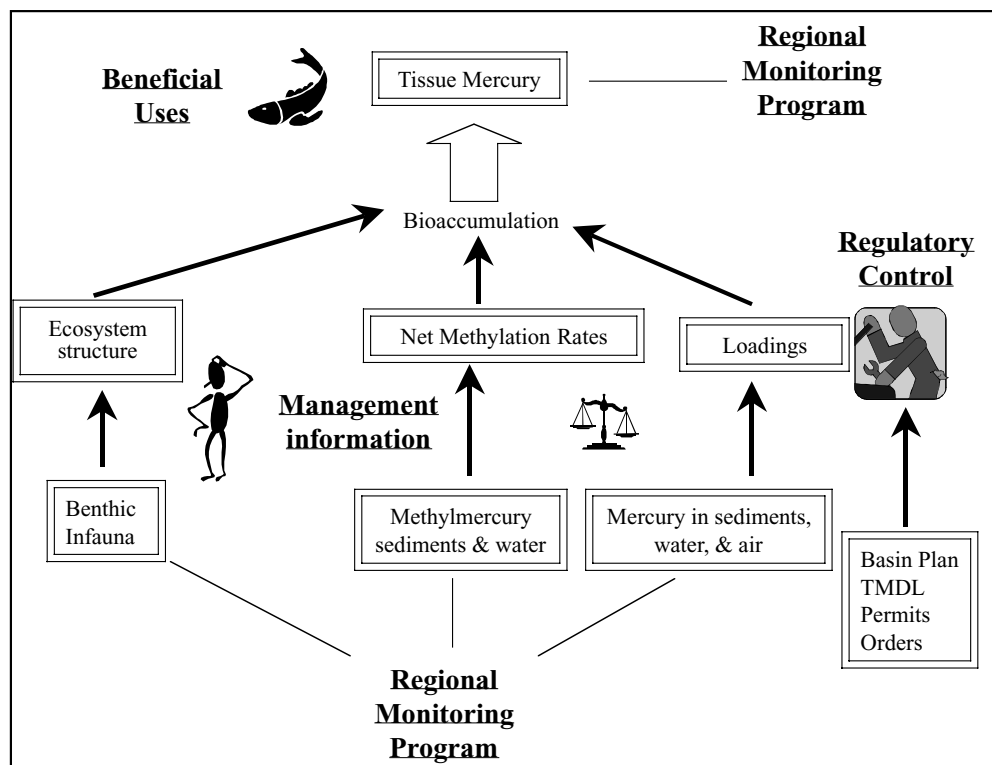 Beneficial
Uses
Tissue Mercury
Regional
Monitoring
Program
Bioaccumulation
Regulatory
Control
Ecosystem
structure
Net Methylation Rates
Loadings
Management
information
Benthic
Infauna
Methylmercury
sediments & water
Mercury in sediments,
water, & air
Basin Plan
TMDL
Permits
Orders
Regional
Monitoring
Program